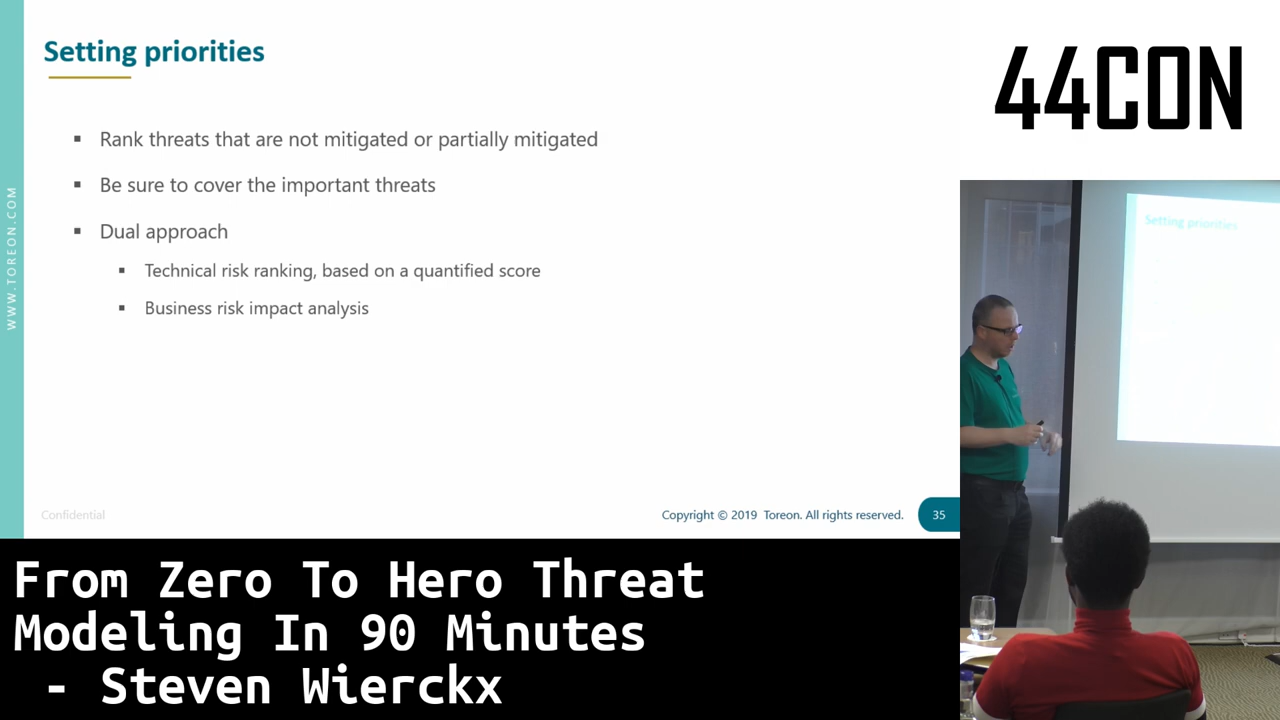 Setting priorities
Rank threats that are not mitigated or partially mitigated
Be sure to cover the important threats
Dual approach
Technical risk ranking, based on a quantified score
Business risk impact analysis
WWW.TOREON.COM
Confidential
Copyright © 2019 Toreon. All rights reserved.
35
44CON
Setting priorities
From Zero To Hero Threat
Modeling In 90 Minutes
- Steven Wierckx